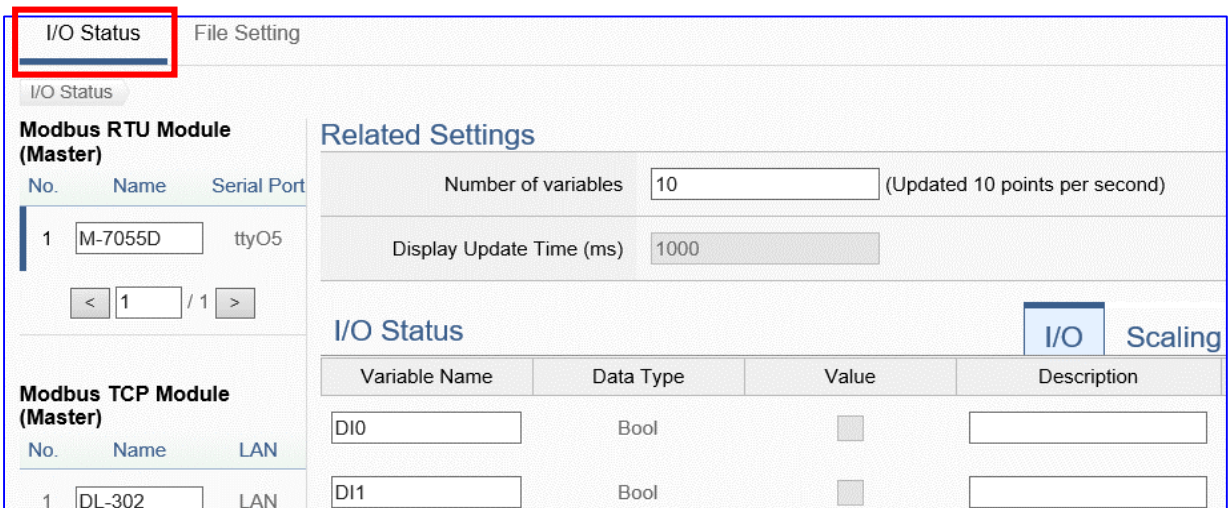 I/O Status File Setting
I/O Status
Modbus RTU Module
(Master)
No. Name Serial Port
1 M-7055D ttyO5
< 1 / 1 >
Modbus TCP Module
(Master)
No. Name LAN
1 DL-302 LAN
Related Settings
Number of variables 10 (Updated 10 points per second)
Display Update Time (ms) 1000
I/O Status I/O Scaling
Variable Name Data Type Value Description
DI0 Bool
DI1 Bool